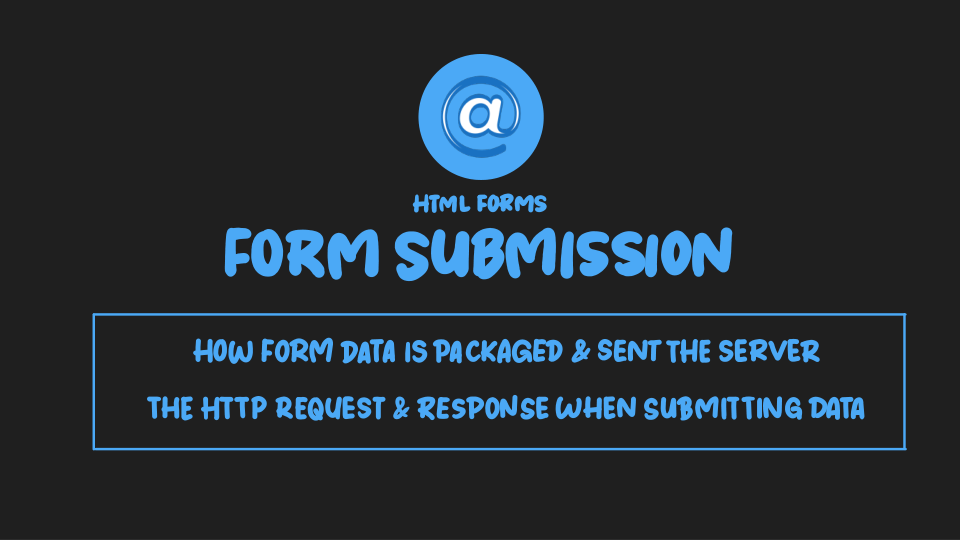 @
HTML FORMS
FORM SUBMISSION
HOW FORM DATA IS PACKAGED & SENT THE SERVER
THE HTTP REQUEST & RESPONSE WHEN SUBMITTING DATA